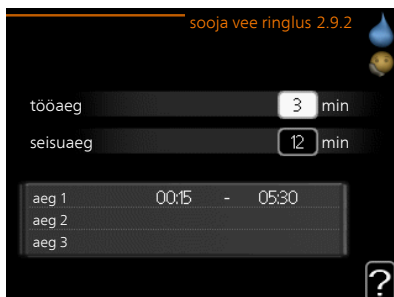 sooja vee ringlus 2.9.2
tööaeg 3 min
seisuaeg 12 min
aeg 1 00:15 - 05:30
aeg 2
aeg 3
?